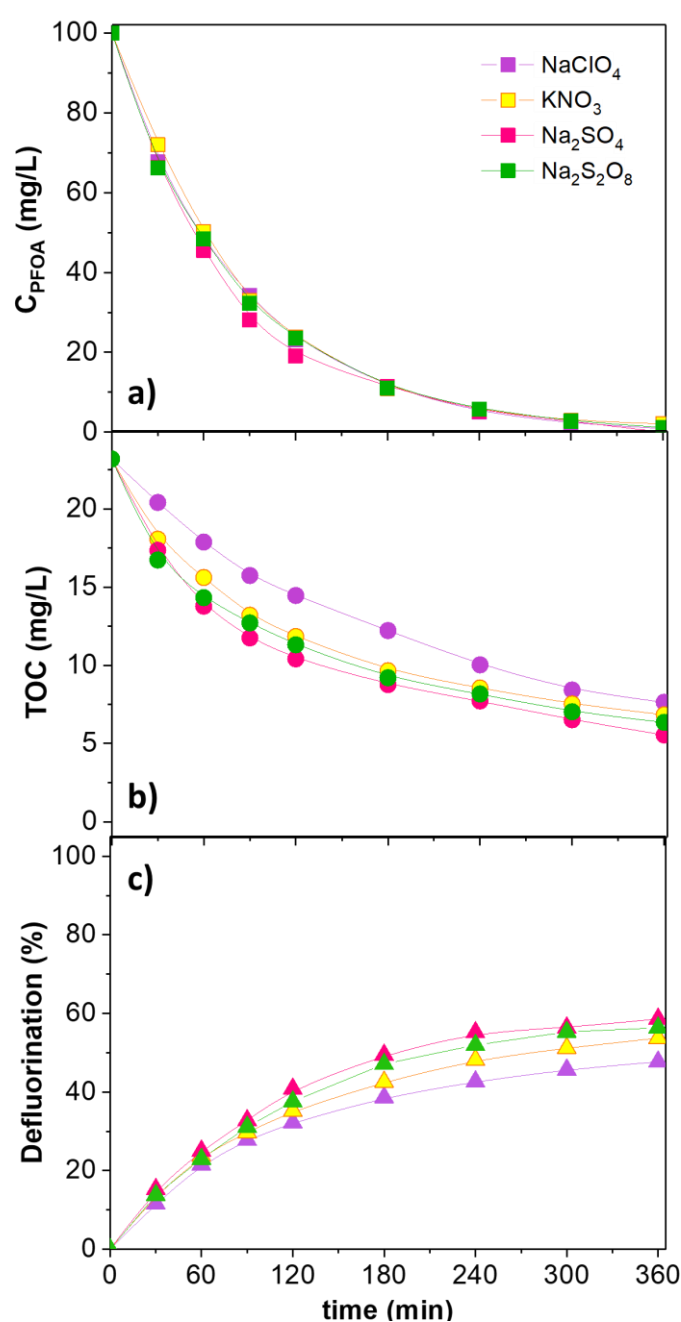 100
80
60
40
20
0
C_PFOA (mg/L)
NaClO₄
KNO₃
Na₂SO₄
Na₂S₂O₈
a)
20
15
10
5
0
TOC (mg/L)
b)
100
80
60
40
20
0
Defluorination (%)
c)
0 60 120 180 240 300 360
time (min)